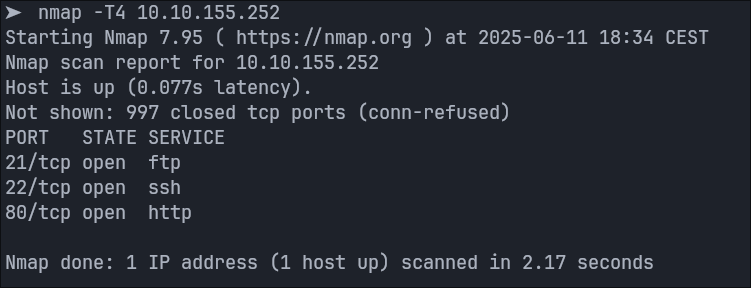 ➤ nmap -T4 10.10.155.252
Starting Nmap 7.95 ( https://nmap.org ) at 2025-06-11 18:34 CEST
Nmap scan report for 10.10.155.252
Host is up (0.077s latency).
Not shown: 997 closed tcp ports (conn-refused)
PORT   STATE SERVICE
21/tcp open  ftp
22/tcp open  ssh
80/tcp open  http
Nmap done: 1 IP address (1 host up) scanned in 2.17 seconds